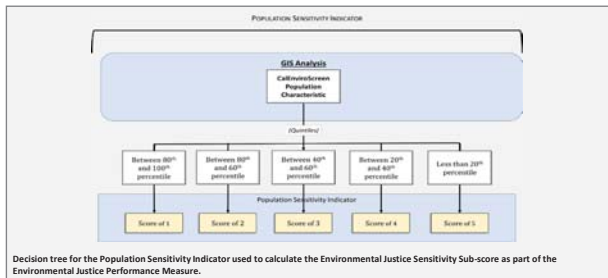 POPULATION SENSITIVITY INDICATOR
GIS Analysis
CalEnviroScreen
Population
Characteristic
(Quintiles)
Between 80th
and 100th
percentile
Between 80th
and 60th
percentile
Between 40th
and 60th
percentile
Between 20th
and 40th
percentile
Less than 20th
percentile
Population Sensitivity Indicator
Score of 1
Score of 2
Score of 3
Score of 4
Score of 5
Decision tree for the Population Sensitivity Indicator used to calculate the Environmental Justice Sensitivity Sub-score as part of the
Environmental Justice Performance Measure.